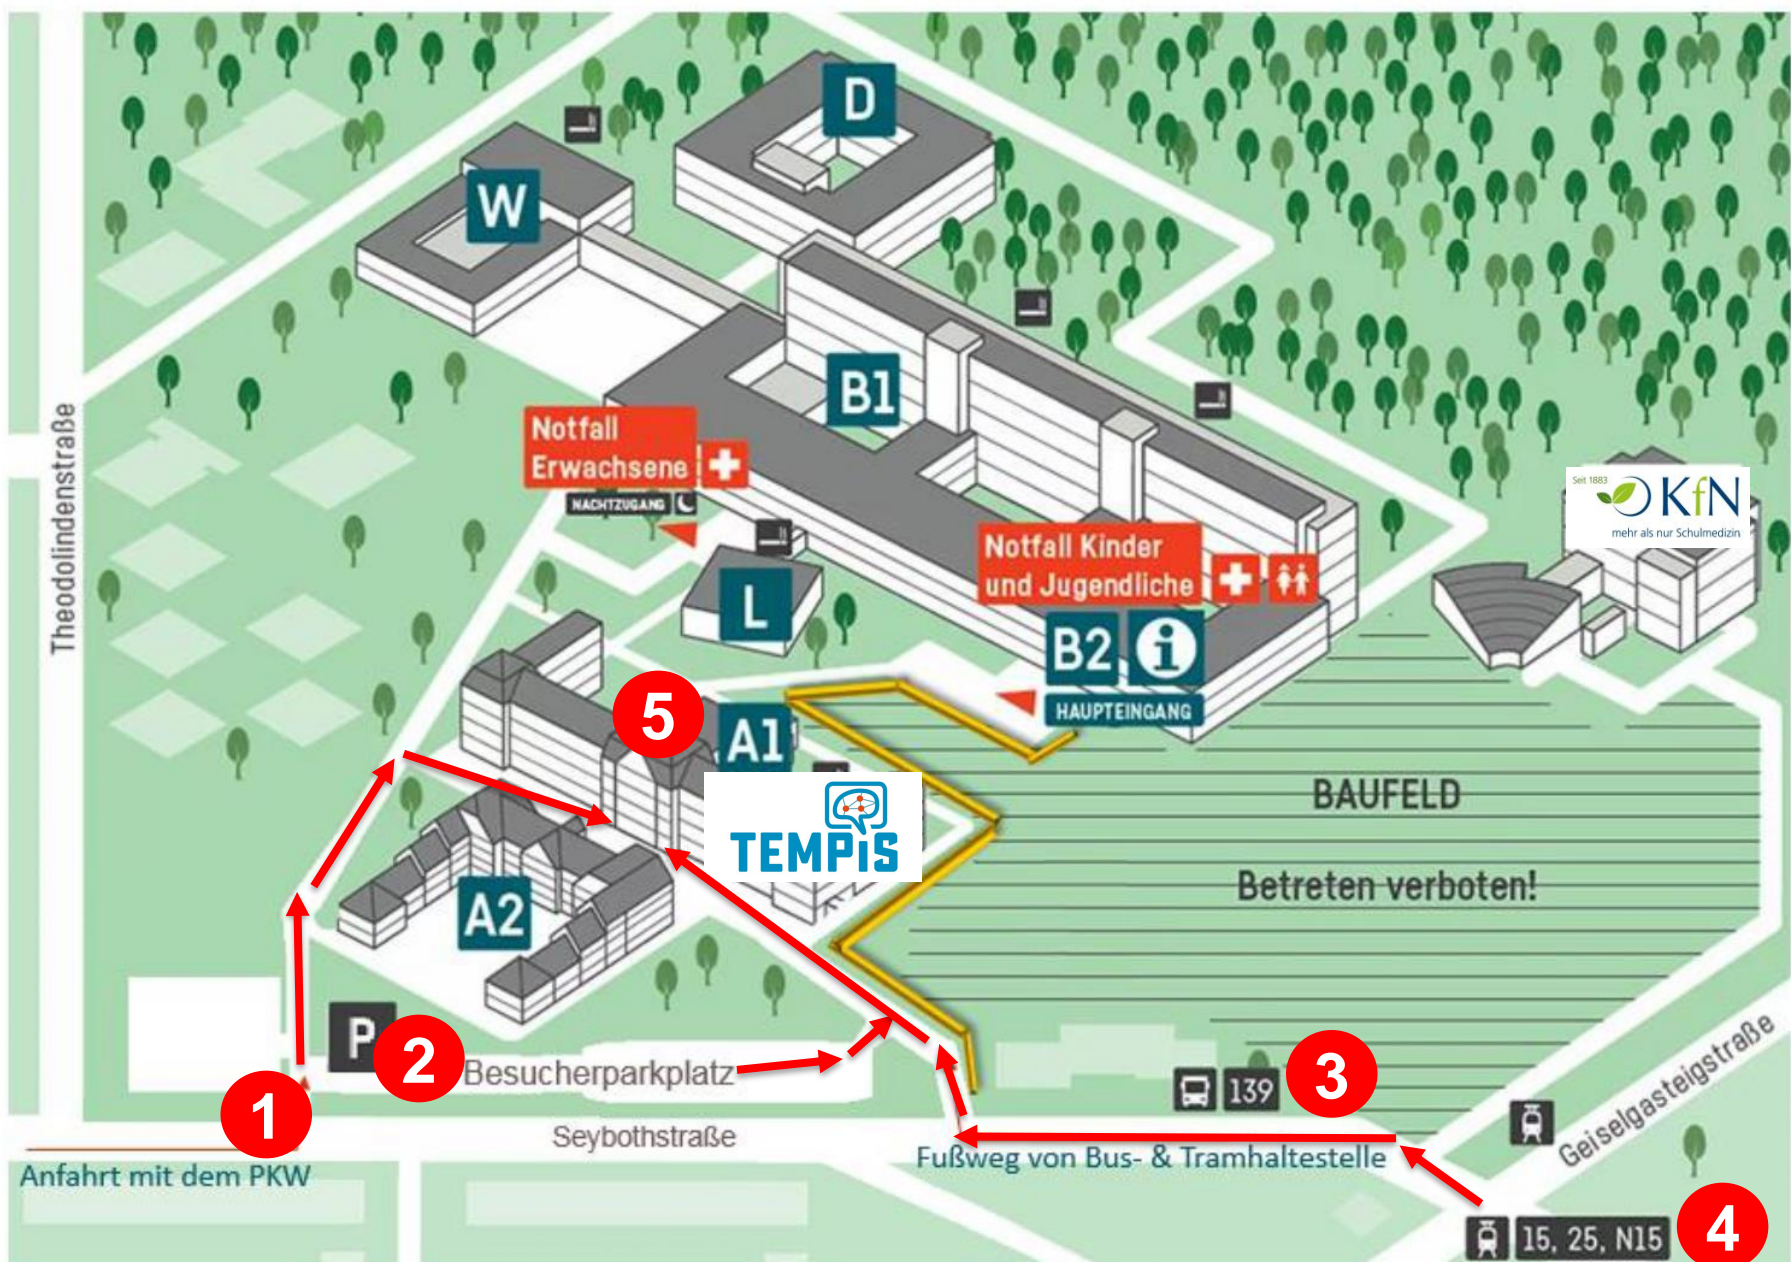 D
W
B1
Theodolindenstraße
Notfall
Erwachsene
NACHTZUGANG
Seit 1883
KfN
mehr als nur Schulmedizin
Notfall Kinder
und Jugendliche
L
B2 i
HAUPTEINGANG
5
A1
TEMPiS
BAUFELD
Betreten verboten!
A2
P
2
Besucherparkplatz
1
139
3
Seybothstraße
Geiselgasteigstraße
Anfahrt mit dem PKW
Fußweg von Bus- & Tramhaltestelle
15, 25, N15
4